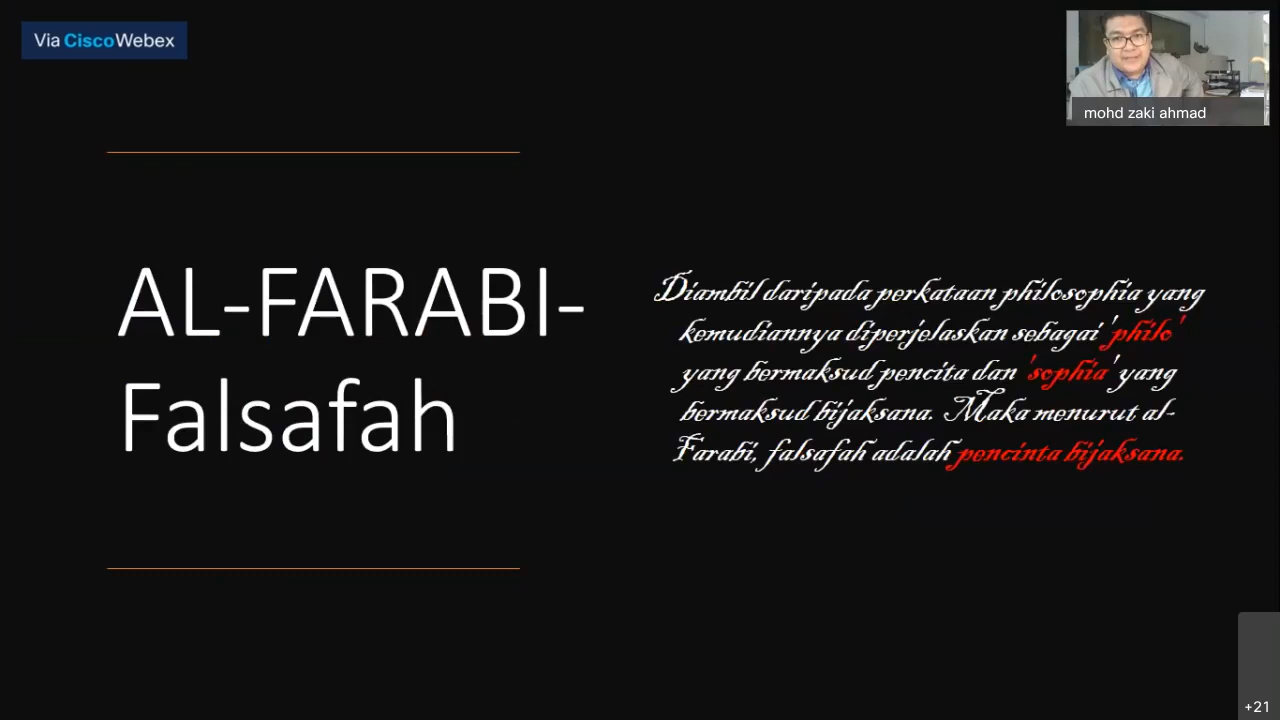 Via CiscoWebex
mohd zaki ahmad
AL-FARABI-
Falsafah
Diambil daripada perkataan philosophia yang
kemudiannya diperjelaskan sebagai 'philo'
yang bermaksud pencita dan 'sophia' yang
bermaksud bijaksana. Maka menurut al-
Farabi, falsafah adalah pencinta bijaksana.
+21